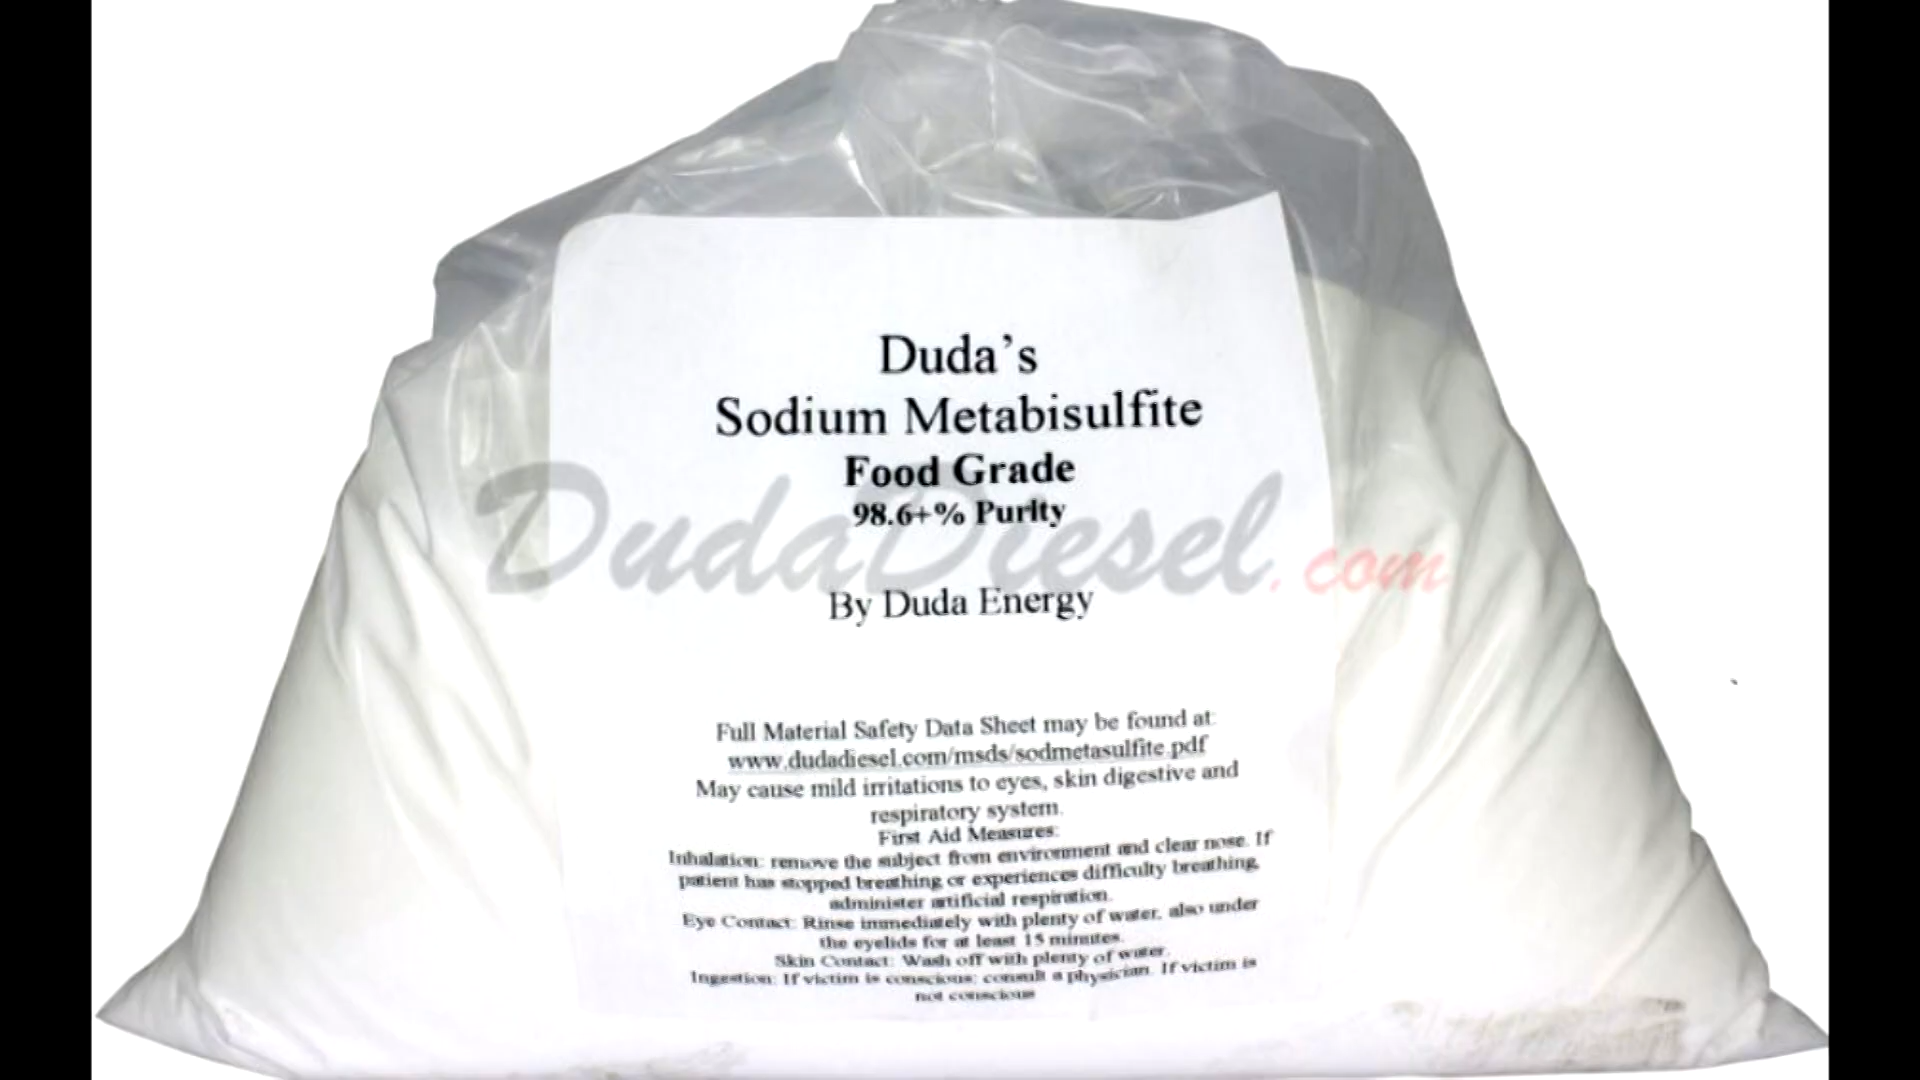 Duda's
Sodium Metabisulfite
Food Grade
98.6+% Purity
DudaDiesel.com
By Duda Energy
Full Material Safety Data Sheet may be found at:
www.dudadiesel.com/msds/sodmetasulfite.pdf
May cause mild irritations to eyes, skin digestive and
respiratory system.
First Aid Measures:
Inhalation: remove the subject from environment and clear nose. If
patient has stopped breathing or experiences difficulty breathing,
administer artificial respiration.
Eye Contact: Rinse immediately with plenty of water, also under
the eyelids for at least 15 minutes.
Skin Contact: Wash off with plenty of water.
Ingestion: If victim is conscious: consult a physician. If victim is
not conscious